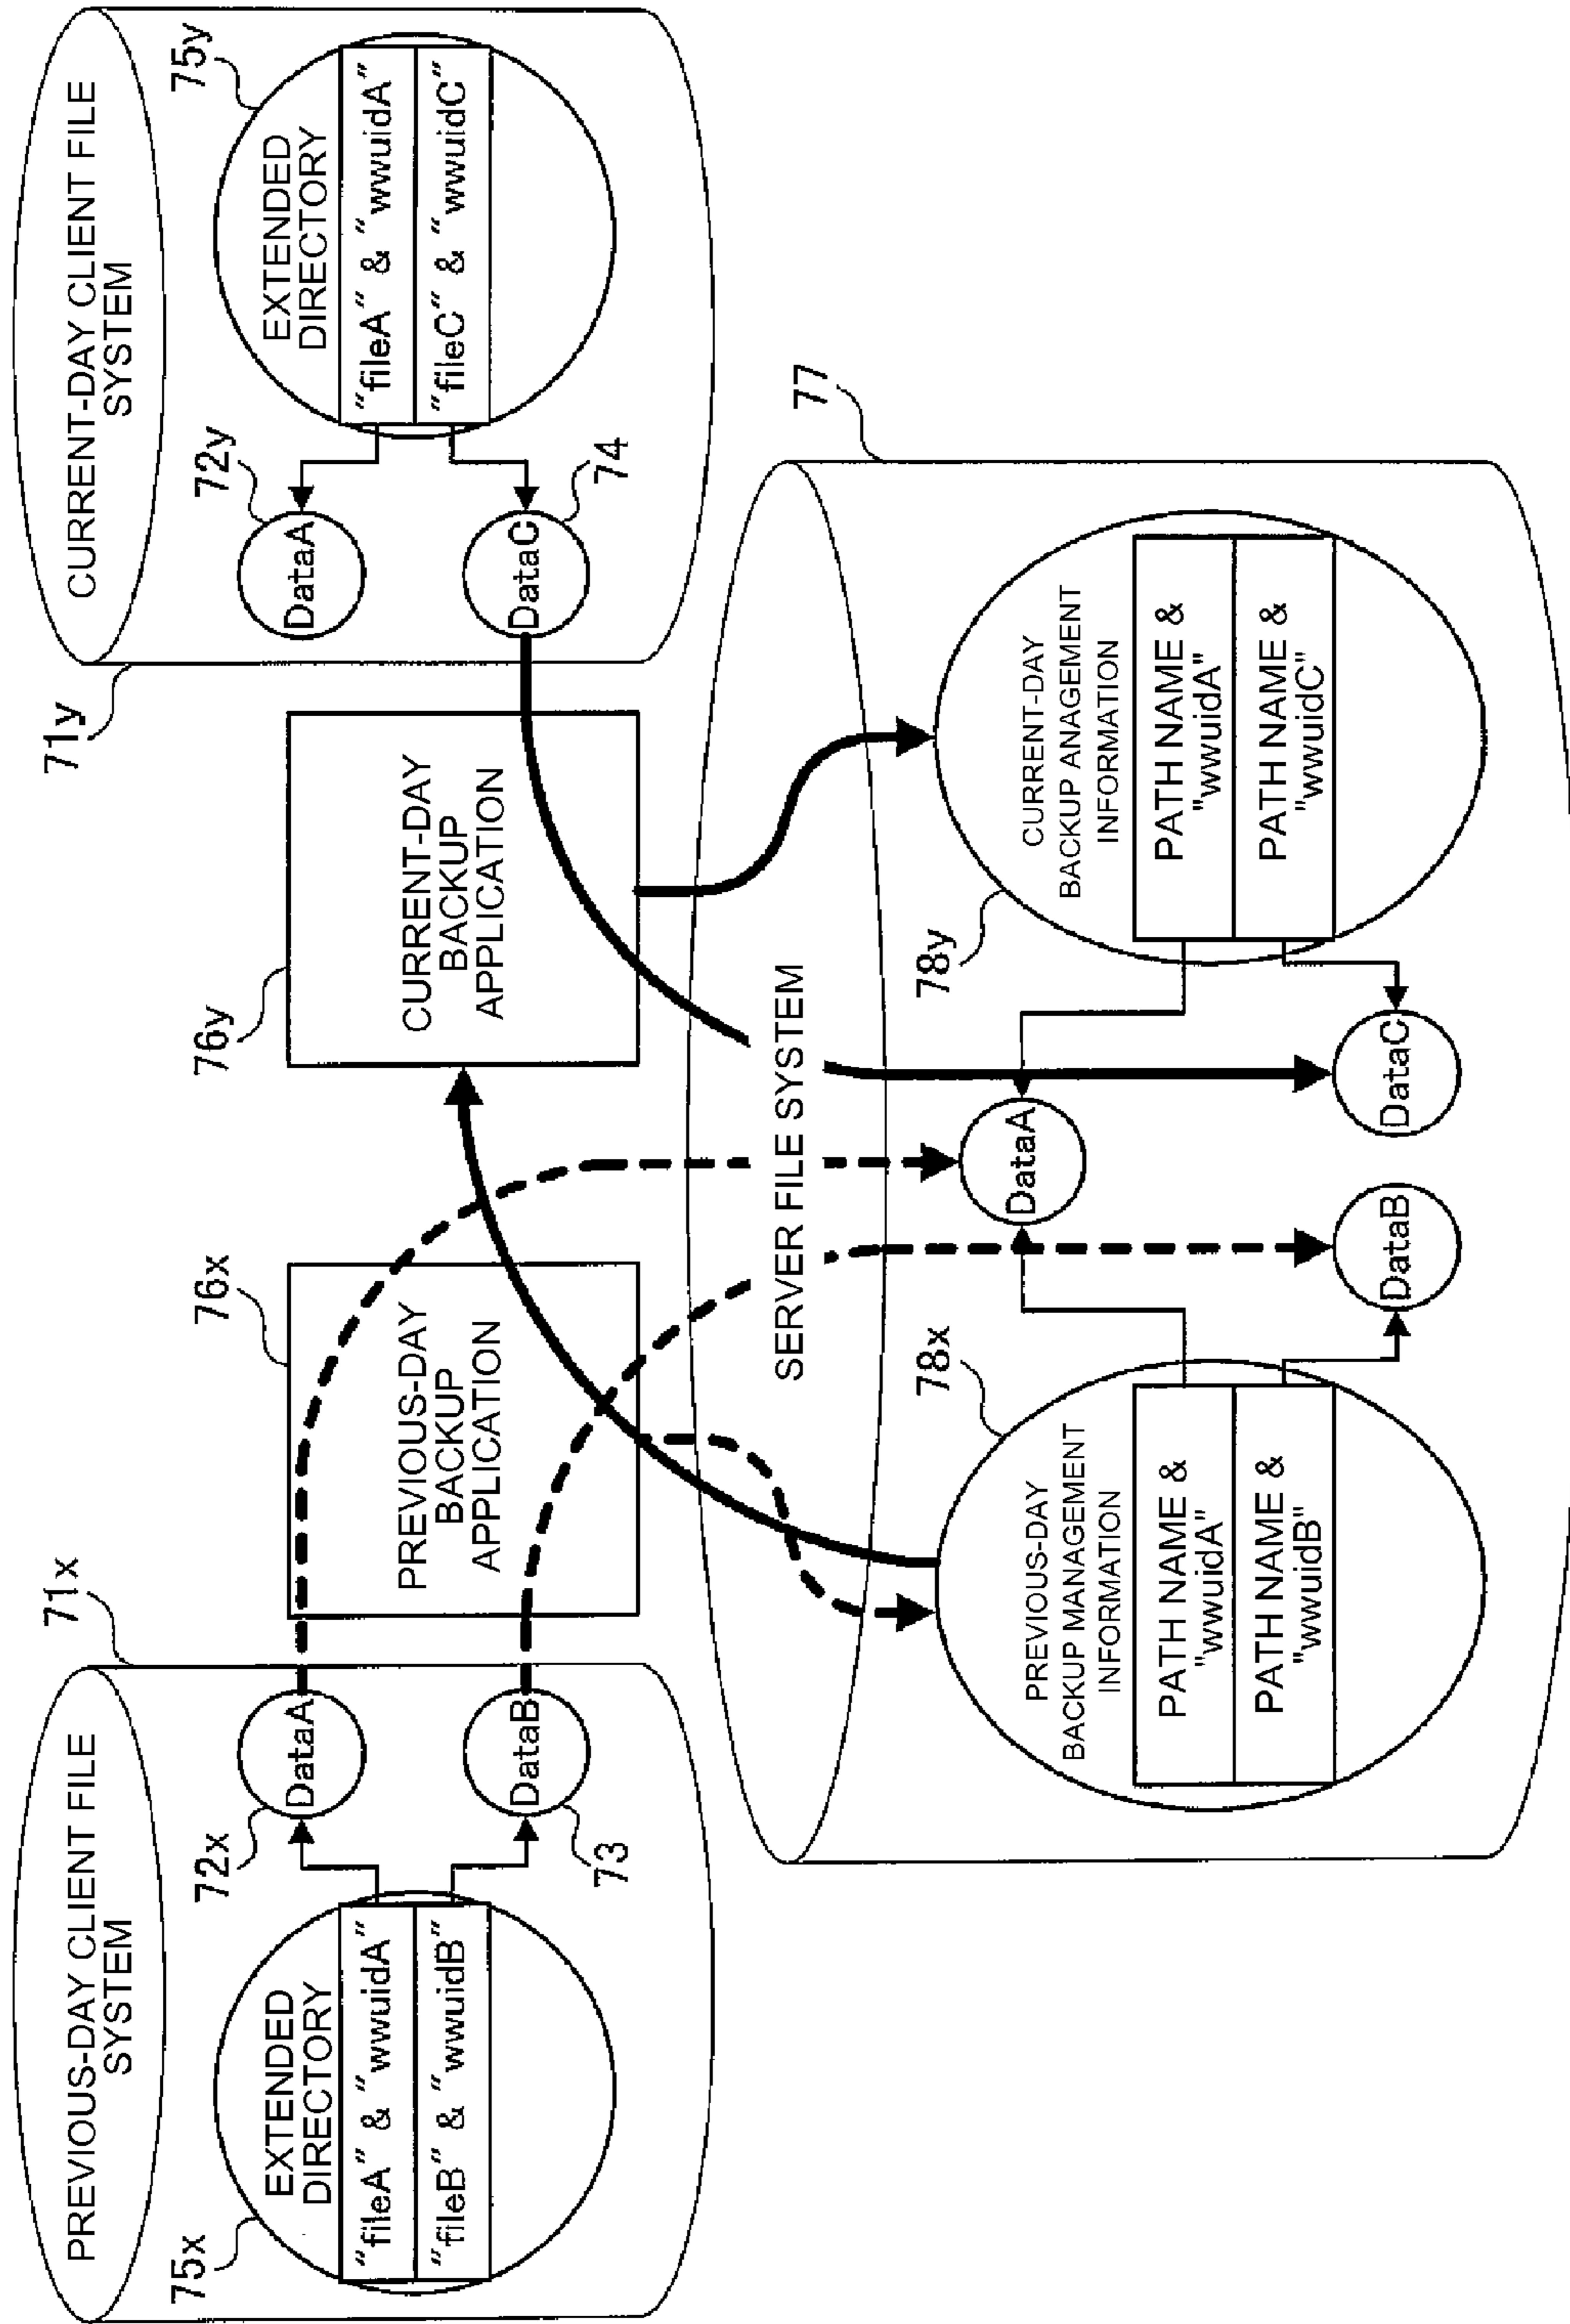 PREVIOUS-DAY CLIENT FILE
SYSTEM
71x
75x
EXTENDED
DIRECTORY
"fileA" & "wwuidA"
"fileB" & "wwuidB"
72x
DataA
DataB
73
76x
PREVIOUS-DAY
BACKUP
APPLICATION
76y
CURRENT-DAY
BACKUP
APPLICATION
71y
CURRENT-DAY CLIENT FILE
SYSTEM
72y
DataA
DataC
74
75y
EXTENDED
DIRECTORY
"fileA" & "wwuidA"
"fileC" & "wwuidC"
SERVER FILE SYSTEM
77
78x
PREVIOUS-DAY
BACKUP MANAGEMENT
INFORMATION
PATH NAME &
"wwuidA"
PATH NAME &
"wwuidB"
DataA
DataB
DataC
78y
CURRENT-DAY
BACKUP ANAGEMENT
INFORMATION
PATH NAME &
"wwuidA"
PATH NAME &
"wwuidC"